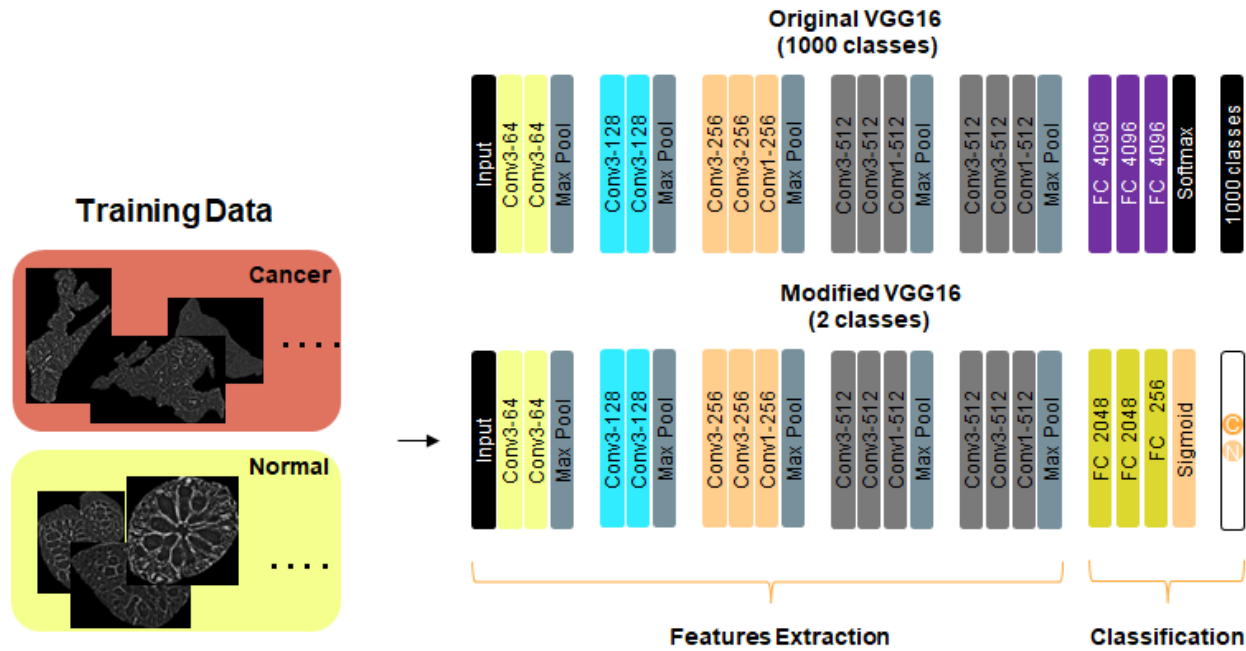 Original VGG16
(1000 classes)
Input
Conv3-64
Conv3-64
Max Pool
Conv3-128
Conv3-128
Max Pool
Conv3-256
Conv3-256
Conv1-256
Max Pool
Conv3-512
Conv3-512
Conv1-512
Max Pool
Conv3-512
Conv3-512
Conv1-512
Max Pool
FC 4096
FC 4096
FC 4096
Softmax
1000 classes
Training Data
Cancer
. . . .
Normal
. . . .
Modified VGG16
(2 classes)
Input
Conv3-64
Conv3-64
Max Pool
Conv3-128
Conv3-128
Max Pool
Conv3-256
Conv3-256
Conv1-256
Max Pool
Conv3-512
Conv3-512
Conv1-512
Max Pool
Conv3-512
Conv3-512
Conv1-512
Max Pool
FC 2048
FC 2048
FC 256
Sigmoid
N C
Features Extraction
Classification